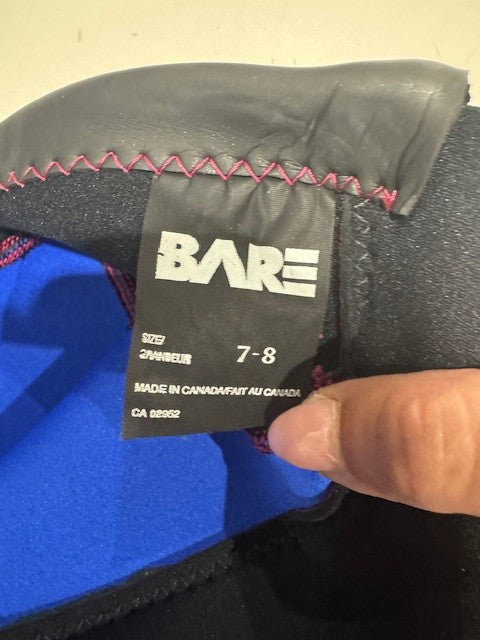 BARE
SIZE/
GRANDEUR 7-8
MADE IN CANADA/FAIT AU CANADA
CA 02952